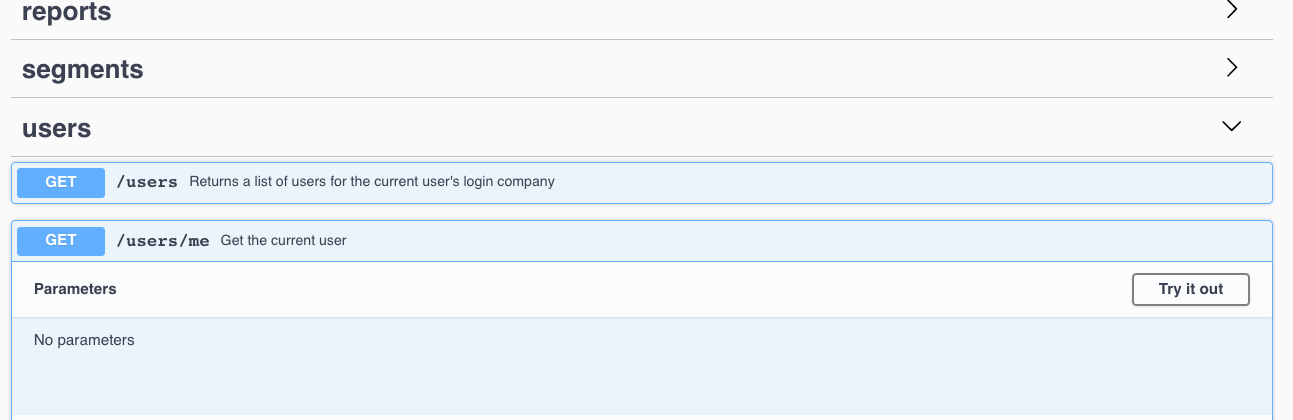 reports
segments
users
GET /users Returns a list of users for the current user's login company
GET /users/me Get the current user
Parameters Try it out
No parameters